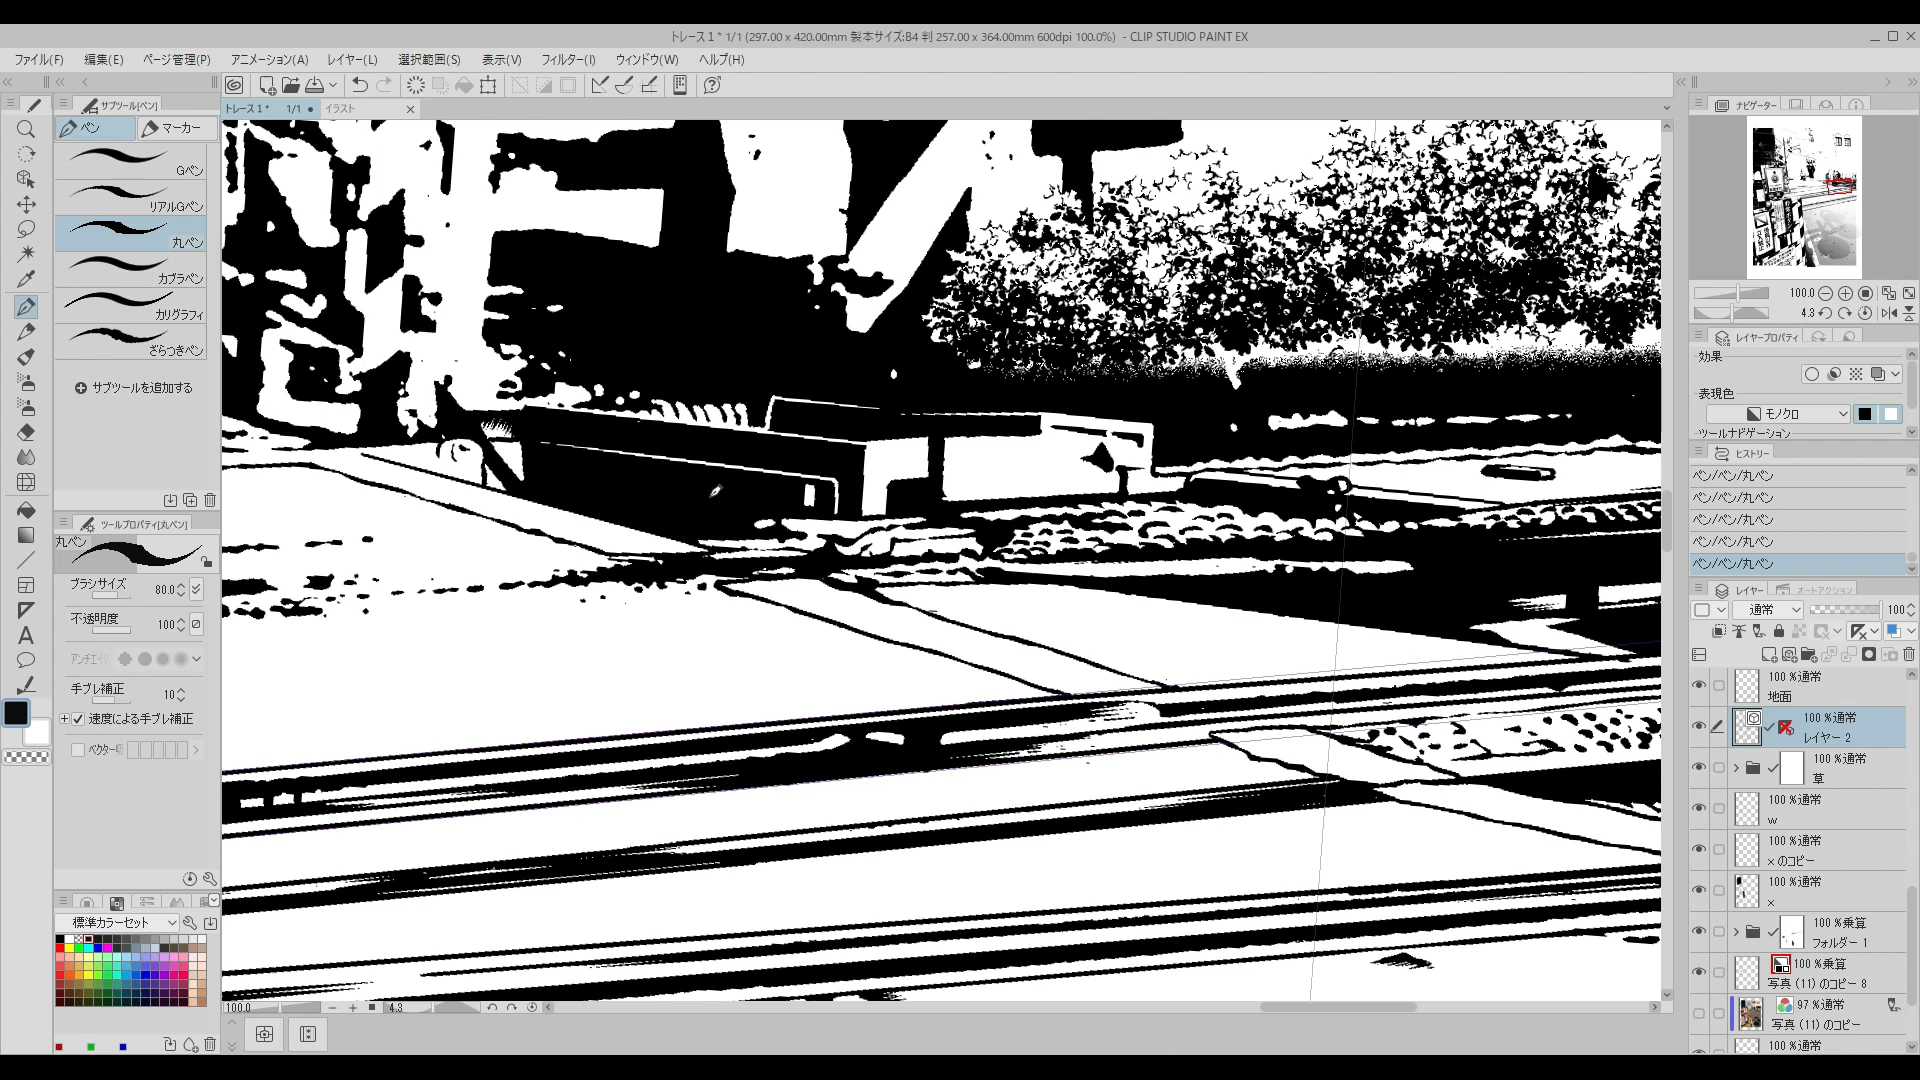 トレース 1 * 1/1 (297.00 x 420.00mm 製本サイズ:B4 判 257.00 x 364.00mm 600dpi 100.0%) - CLIP STUDIO PAINT EX
ファイル(F) 編集(E) ページ管理(P) アニメーション(A) レイヤー(L) 選択範囲(S) 表示(V) フィルター(I) ウィンドウ(W) ヘルプ(H)
サブツール[ペン]
ペン マーカー
Gペン
リアルGペン
丸ペン
カブラペン
カリグラフィ
ざらつきペン
サブツールを追加する
ツールプロパティ[丸ペン]
丸ペン
ブラシサイズ 80.0
不透明度 100
アンチエイ
手ブレ補正 10
速度による手ブレ補正
標準カラーセット
トレース 1 * 1/1 イラスト
100.0 4.3
ナビゲーター
100.0
4.3
レイヤープロパティ
効果
表現色
モノクロ
ツールナビゲーション
ヒストリー
ペン/ペン/丸ペン
ペン/ペン/丸ペン
ペン/ペン/丸ペン
ペン/ペン/丸ペン
ペン/ペン/丸ペン
レイヤー オートアクション
通常 100
100 %通常
地面
100 %通常
レイヤー 2
100 %通常
草
100 %通常
w
100 %通常
x のコピー
100 %通常
x
100 %乗算
フォルダー 1
100 %乗算
写真 (11) のコピー 8
97 %通常
写真 (11) のコピー
100 %通常